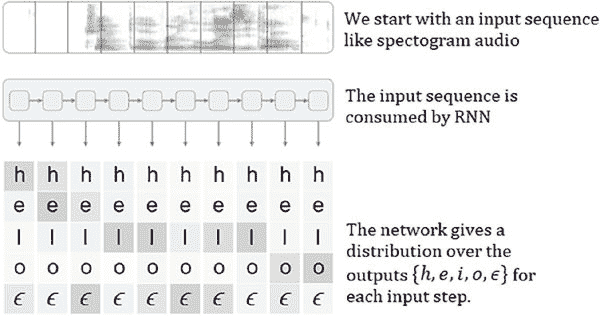 We start with an input sequence
like spectogram audio
The input sequence is
consumed by RNN
h h h h h h h h h h
e e e e e e e e e e
l l l l l l l l l l
o o o o o o o o o o
ϵ ϵ ϵ ϵ ϵ ϵ ϵ ϵ ϵ ϵ
The network gives a
distribution over the
outputs {h, e, i, o, ϵ} for
each input step.